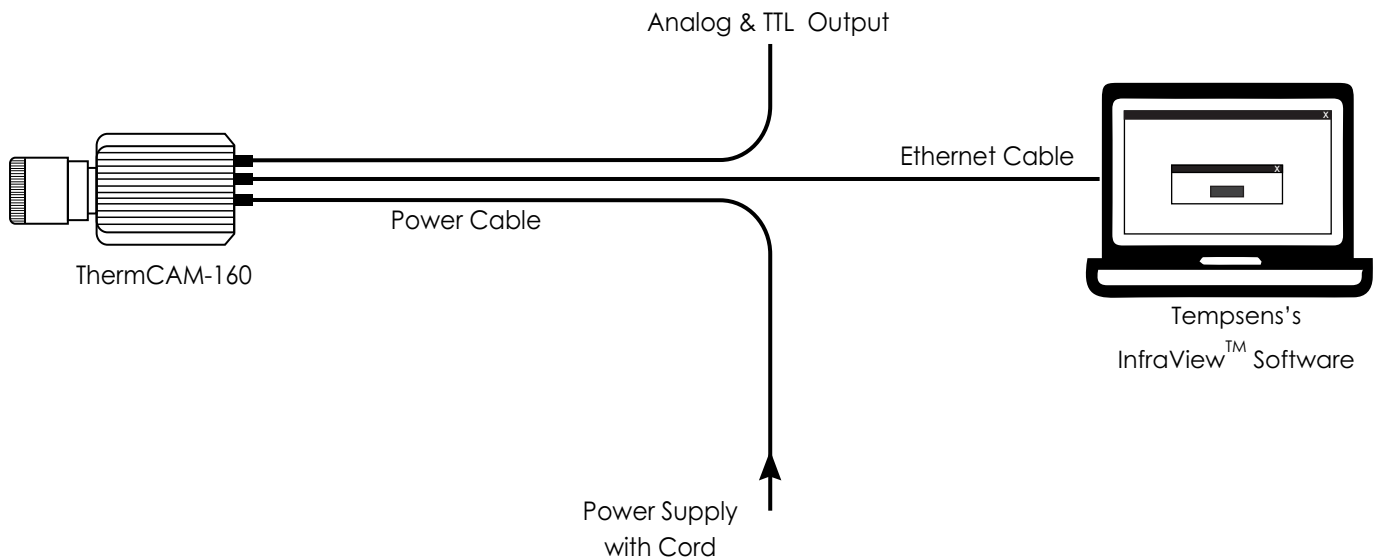 Analog & TTL Output
X
Ethernet Cable
X
Power Cable
ThermCAM-160
Tempsens's
InfraView™ Software
Power Supply
with Cord